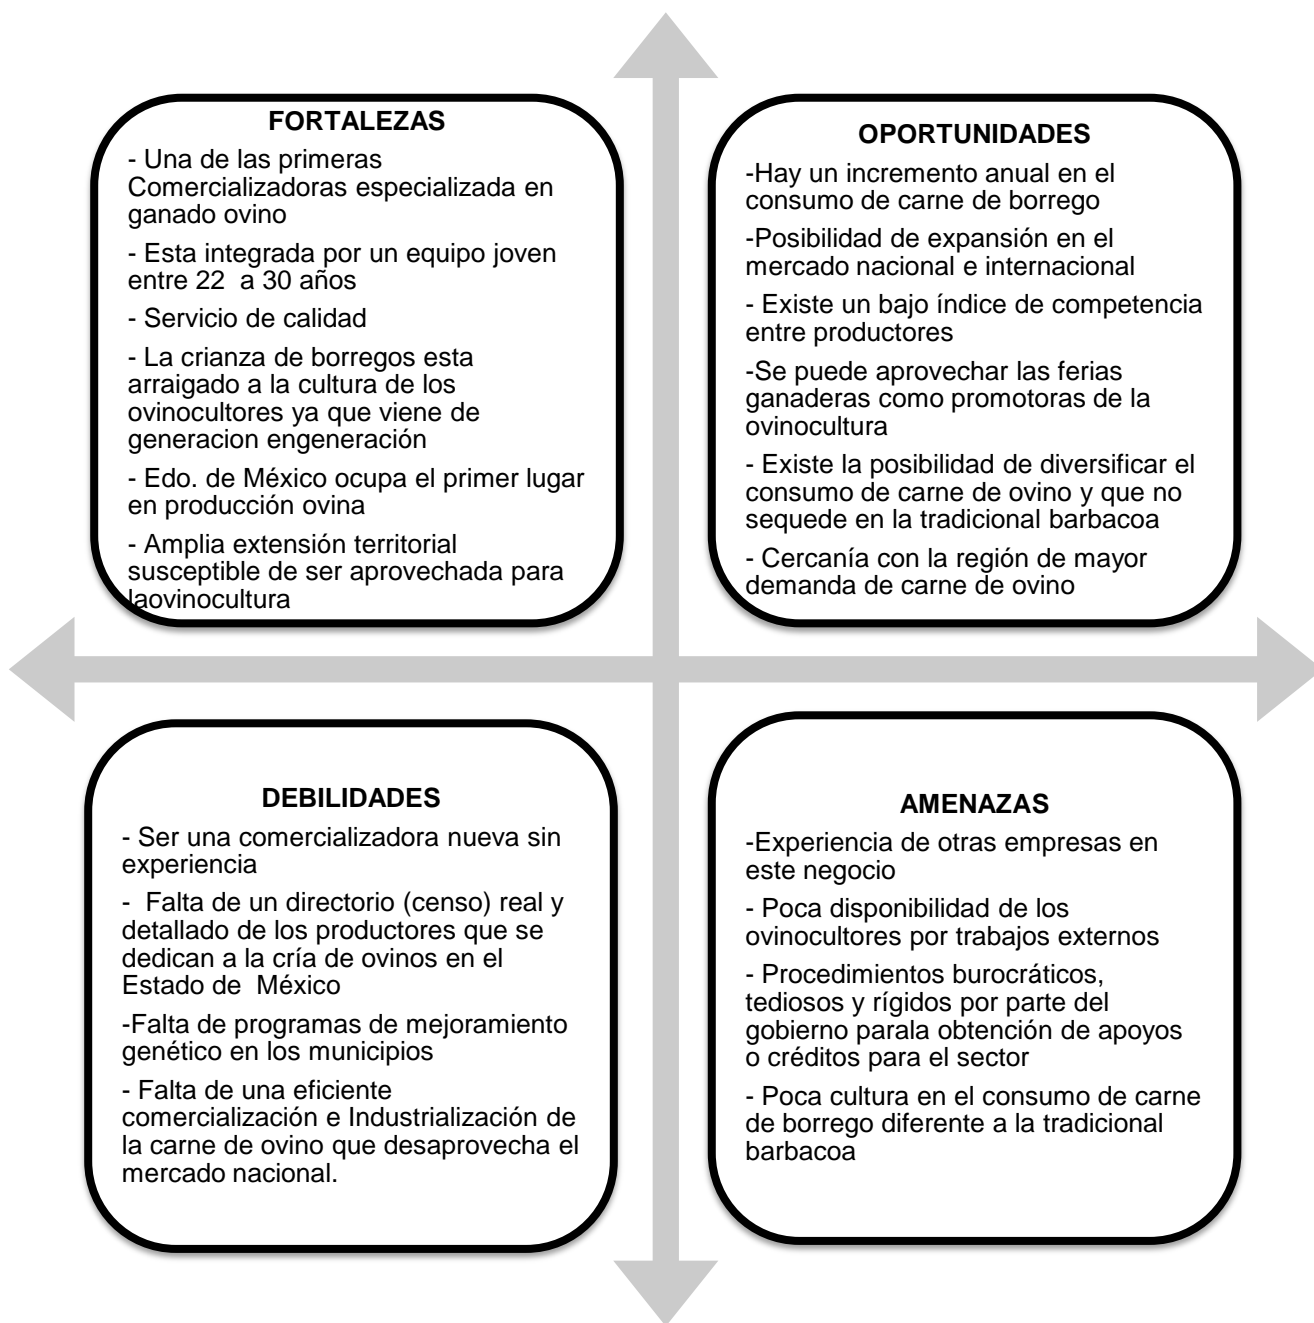 FORTALEZAS
- Una de las primeras
Comercializadoras especializada en
ganado ovino
- Esta integrada por un equipo joven
entre 22  a 30 años
- Servicio de calidad
- La crianza de borregos esta
arraigado a la cultura de los
ovinocultores ya que viene de
generacion engeneración
- Edo. de México ocupa el primer lugar
en producción ovina
- Amplia extensión territorial
susceptible de ser aprovechada para
laovinocultura
OPORTUNIDADES
-Hay un incremento anual en el
consumo de carne de borrego
-Posibilidad de expansión en el
mercado nacional e internacional
- Existe un bajo índice de competencia
entre productores
-Se puede aprovechar las ferias
ganaderas como promotoras de la
ovinocultura
- Existe la posibilidad de diversificar el
consumo de carne de ovino y que no
sequede en la tradicional barbacoa
- Cercanía con la región de mayor
demanda de carne de ovino
DEBILIDADES
- Ser una comercializadora nueva sin
experiencia
-  Falta de un directorio (censo) real y
detallado de los productores que se
dedican a la cría de ovinos en el
Estado de  México
-Falta de programas de mejoramiento
genético en los municipios
- Falta de una eficiente
comercialización e Industrialización de
la carne de ovino que desaprovecha el
mercado nacional.
AMENAZAS
-Experiencia de otras empresas en
este negocio
- Poca disponibilidad de los
ovinocultores por trabajos externos
- Procedimientos burocráticos,
tediosos y rígidos por parte del
gobierno parala obtención de apoyos
o créditos para el sector
- Poca cultura en el consumo de carne
de borrego diferente a la tradicional
barbacoa